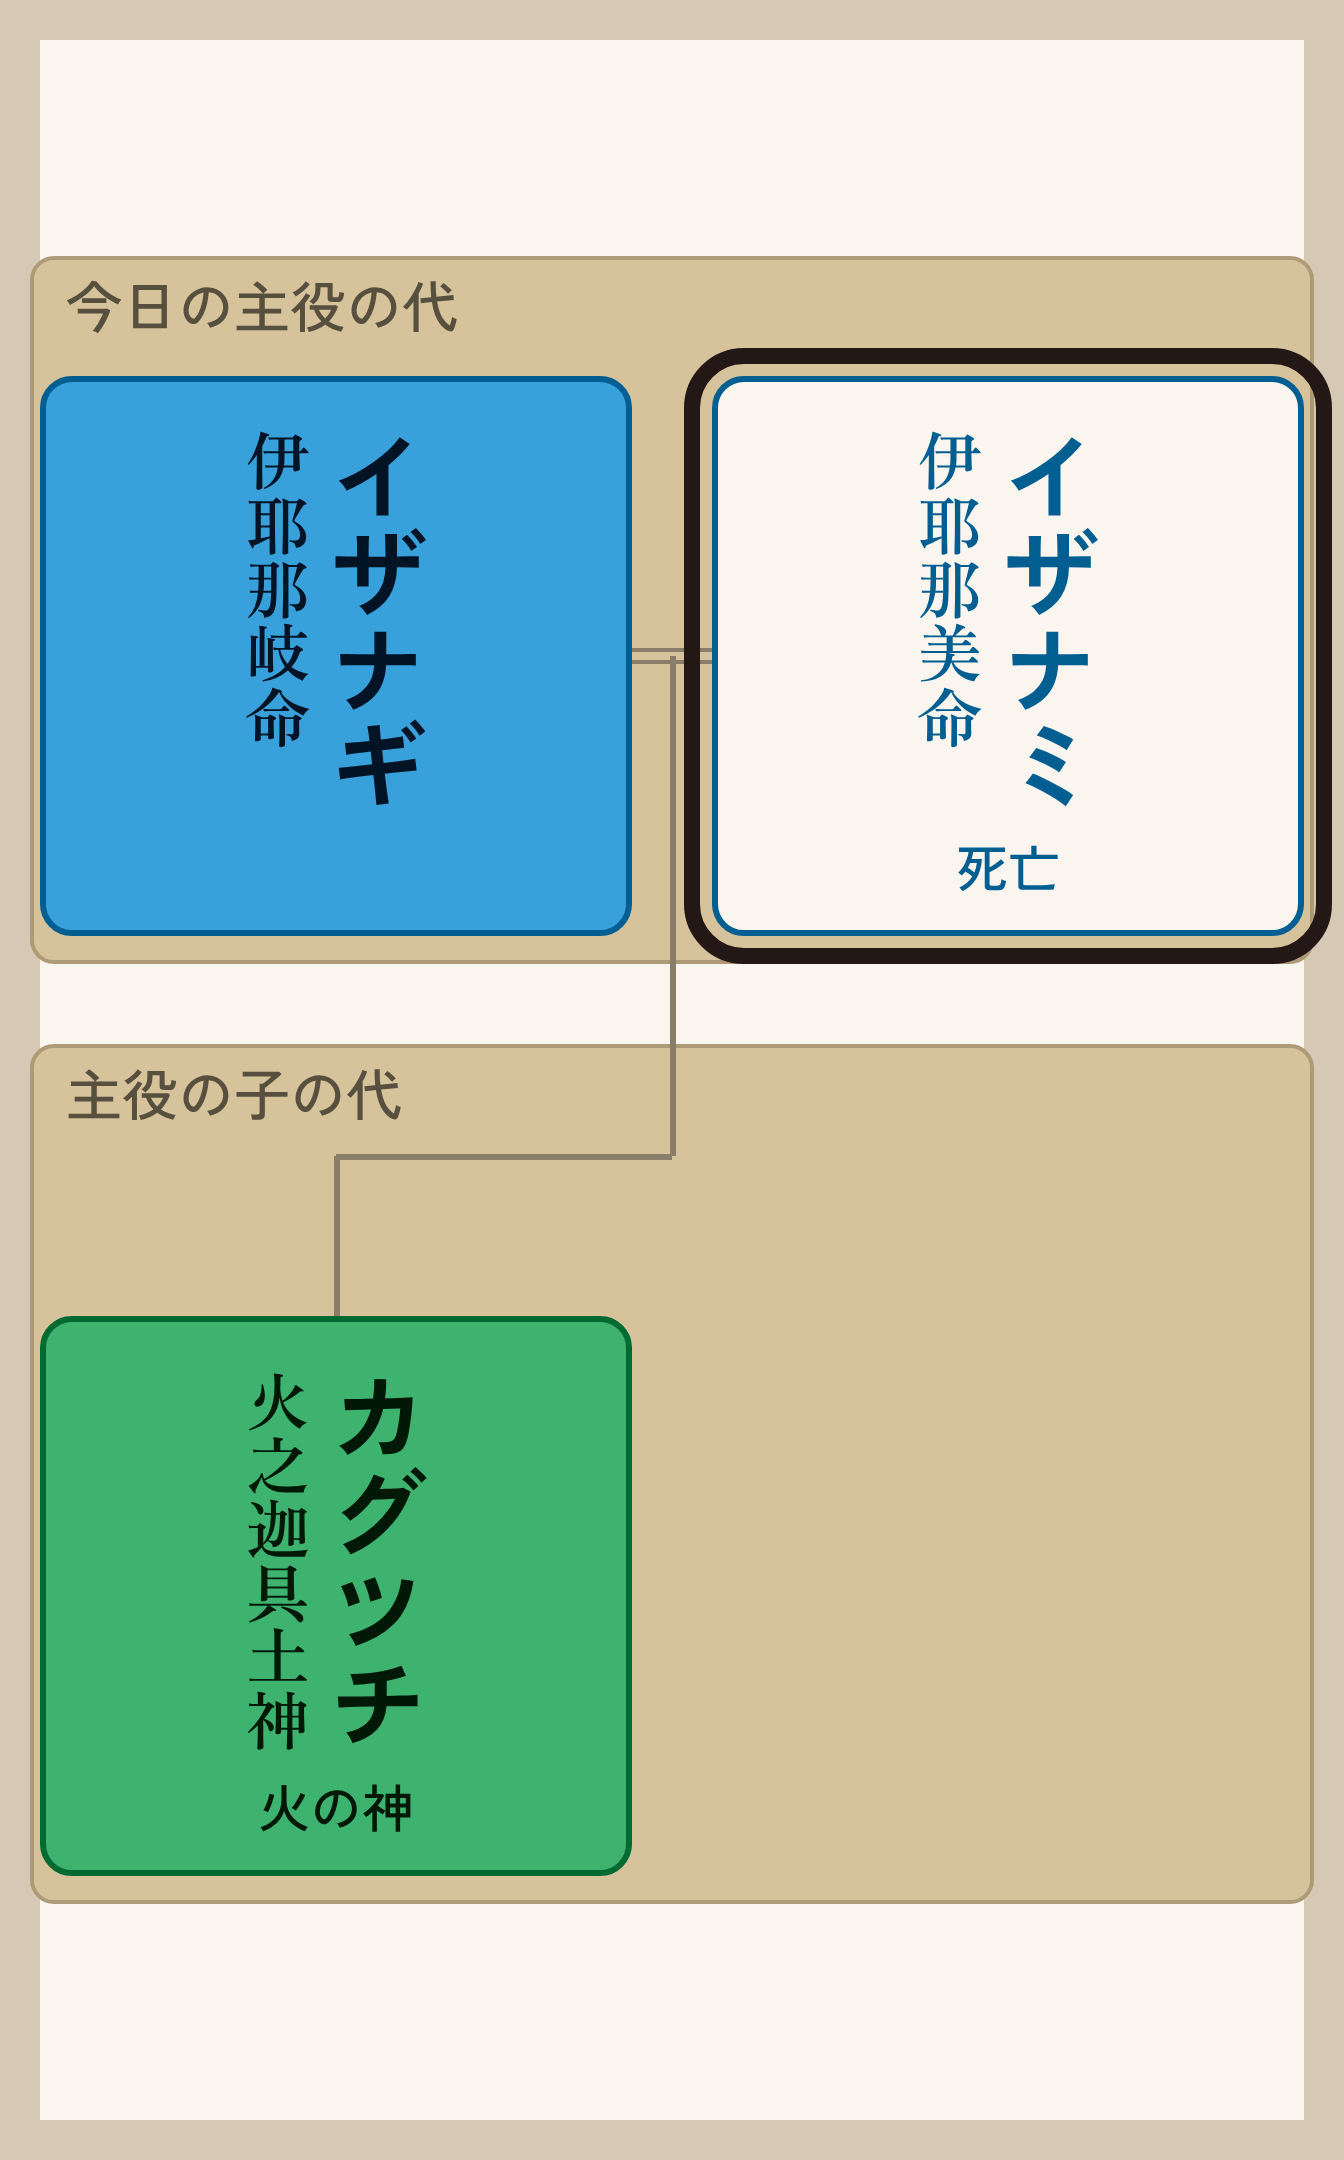 今日の主役の代
イザナギ
伊耶那岐命
イザナミ
伊耶那美命
死亡
主役の子の代
カグツチ
火之迦具土神
火の神